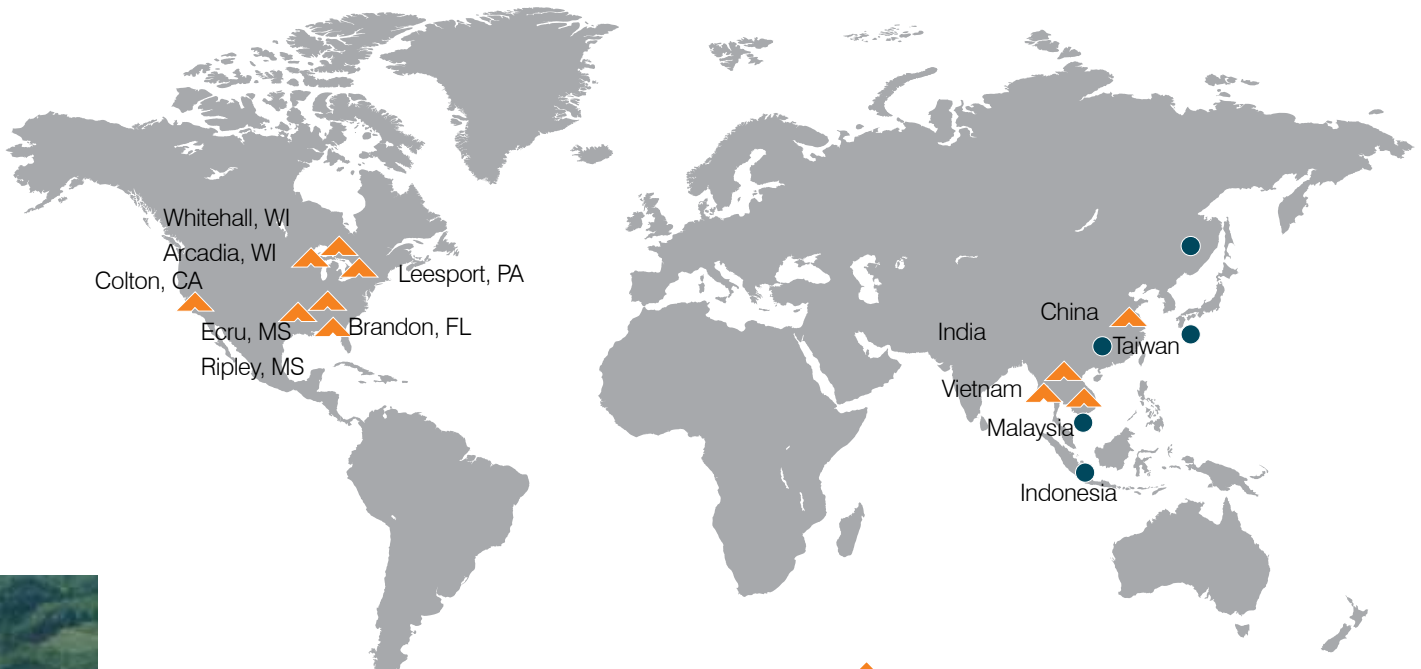 Whitehall, WI
Arcadia, WI
Colton, CA
Leesport, PA
Ecru, MS
Brandon, FL
Ripley, MS
China
India
Taiwan
Vietnam
Malaysia
Indonesia